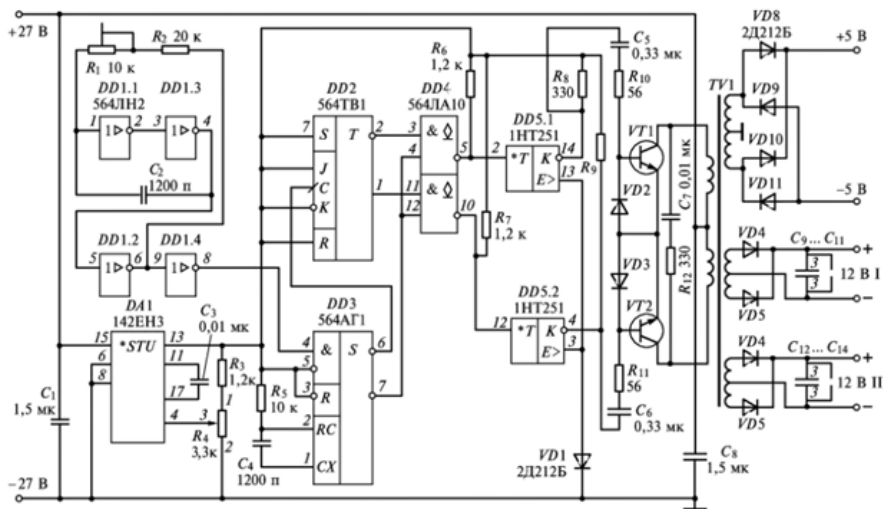 +27 В
R₁ 10 к
R₂ 20 к
DD1.1
564ЛН2
DD1.3
1
1▷
2
3
1▷
4
C₂
1200 п
DD1.2
DD1.4
5
1▷
6
9
1▷
8
DA1
142ЕН3
15
6
8
*STU
13
11
17
4
C₃
0,01 мк
R₃
1,2к
1
3
R₄
3,3к
2
C₁
1,5 мк
−27 В
DD2
564ТВ1
7
S
J
C
K
R
T
2
1
DD3
564АГ1
4
&
5
3
R
2
RC
1
CX
S
6
7
R₅
10 к
C₄
1200 п
DD4
564ЛА10
3
4
11
12
&
&
5
10
R₆
1,2 к
R₇
1,2 к
R₈
330
R₉
DD5.1
1НТ251
2
*T
K
E>
14
13
DD5.2
1НТ251
12
*T
K
E>
4
3
VD1
2Д212Б
C₅
0,33 мк
R₁₀
56
VT1
VD2
VD3
VT2
R₁₁
56
C₆
0,33 мк
C₇ 0,01 мк
R₁₂ 330
C₈
1,5 мк
TV1
VD8
2Д212Б
VD9
VD10
VD11
+5 В
−5 В
VD4
VD5
C₉ ... C₁₁
3
3
+
12 В I
−
VD4
VD5
C₁₂ ... C₁₄
3
3
+
12 В II
−